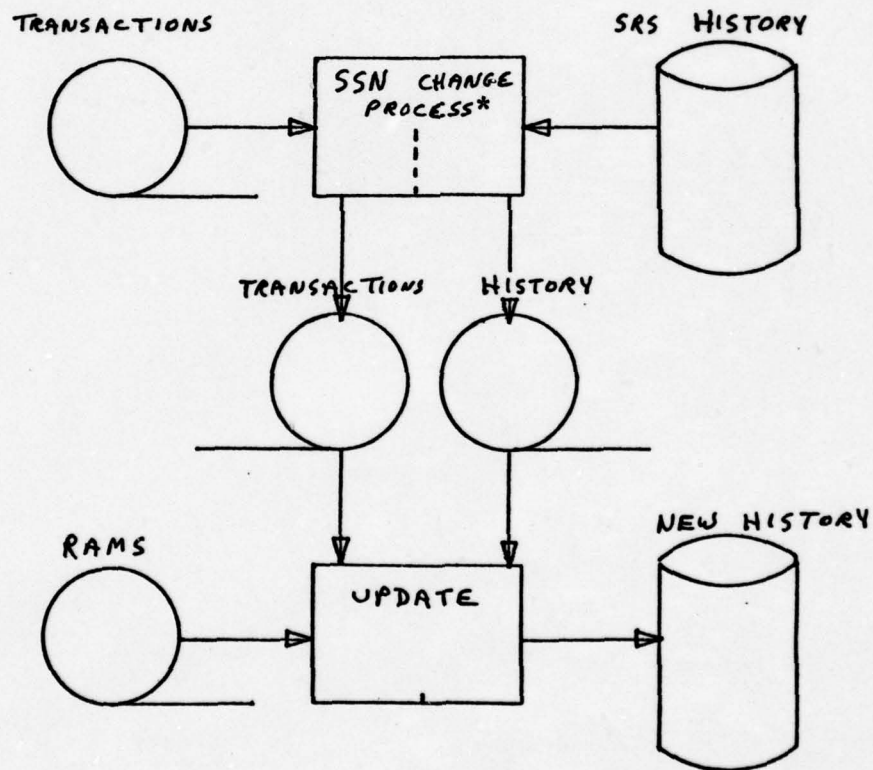 TRANSACTIONS
SRS HISTORY
SSN CHANGE
PROCESS*
TRANSACTIONS
HISTORY
RAMS
UPDATE
NEW HISTORY